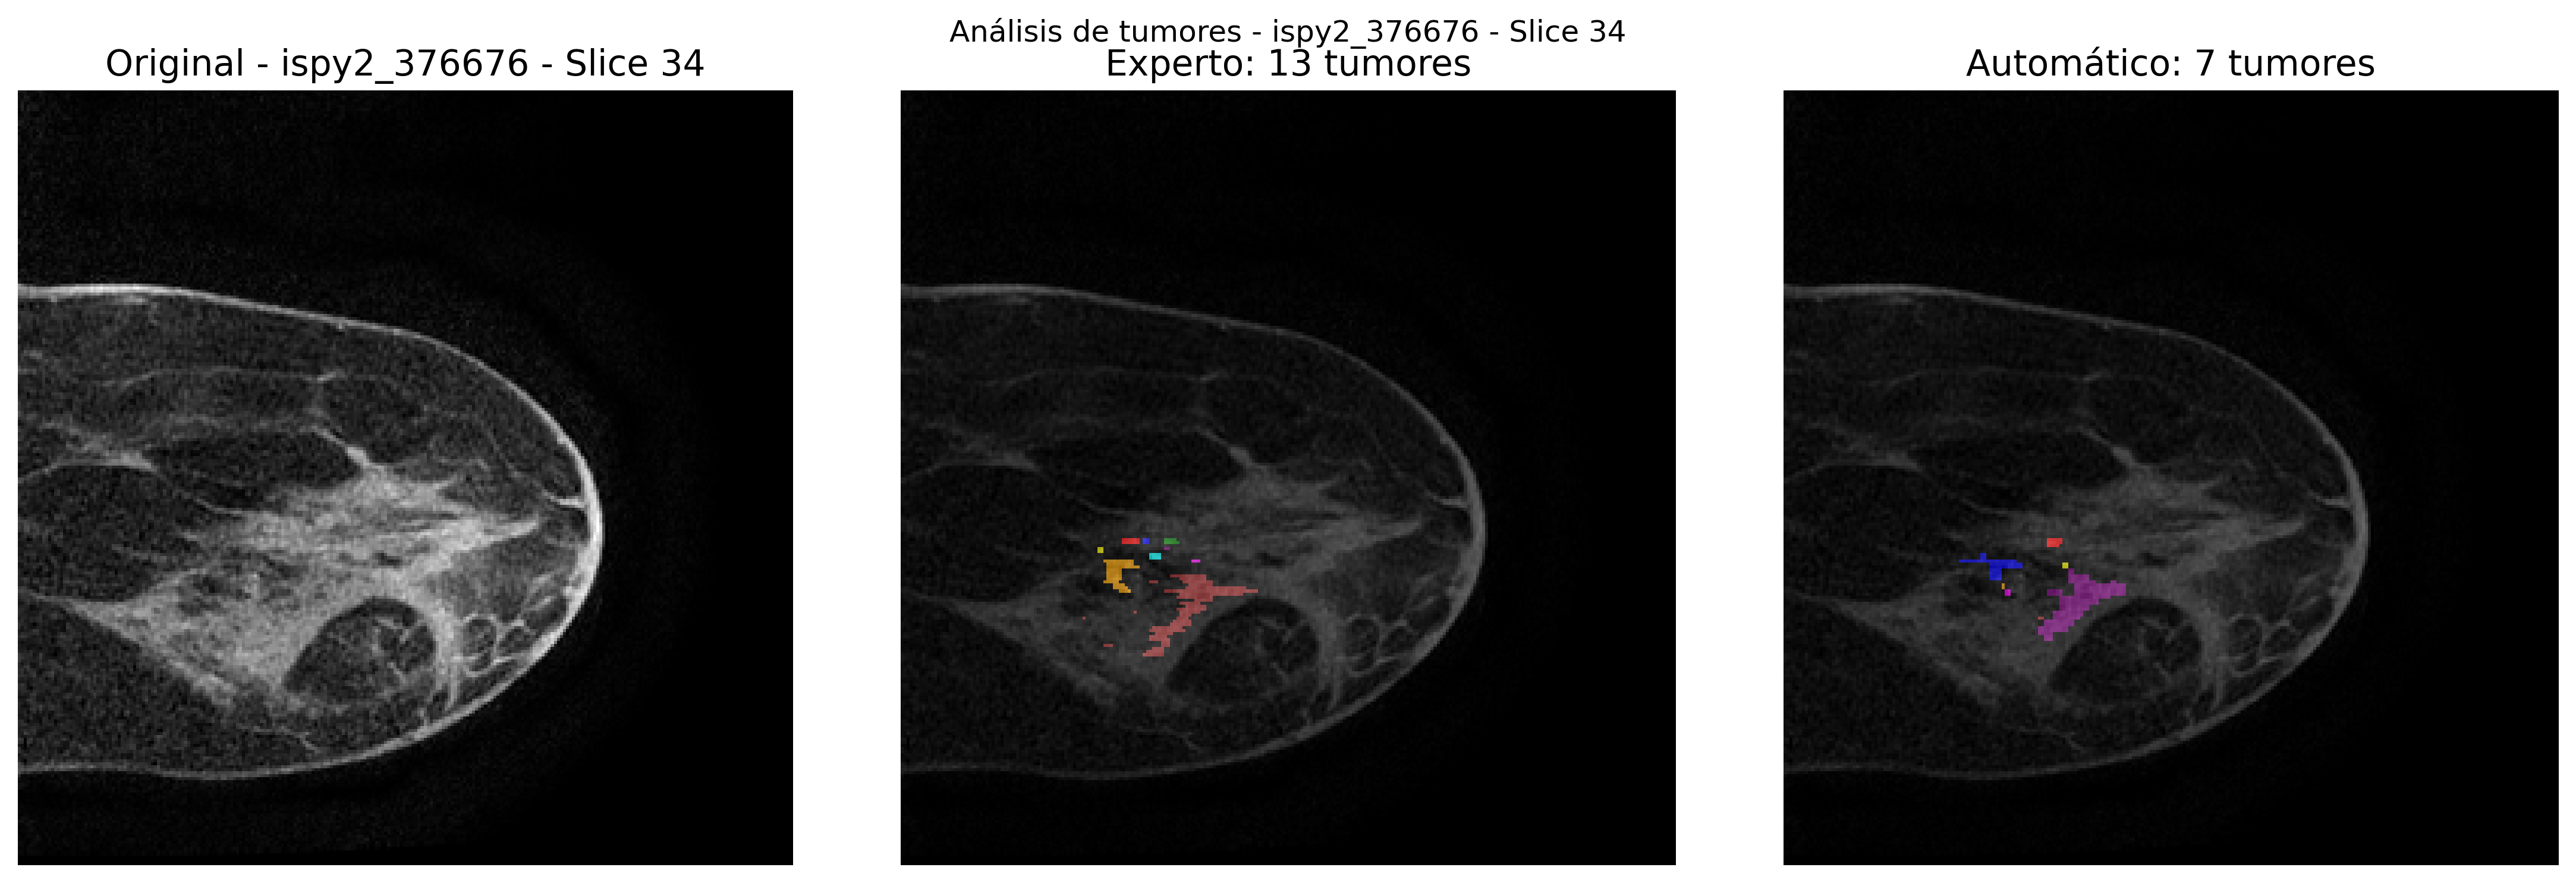 Análisis de tumores - ispy2_376676 - Slice 34
Original - ispy2_376676 - Slice 34
Experto: 13 tumores
Automático: 7 tumores